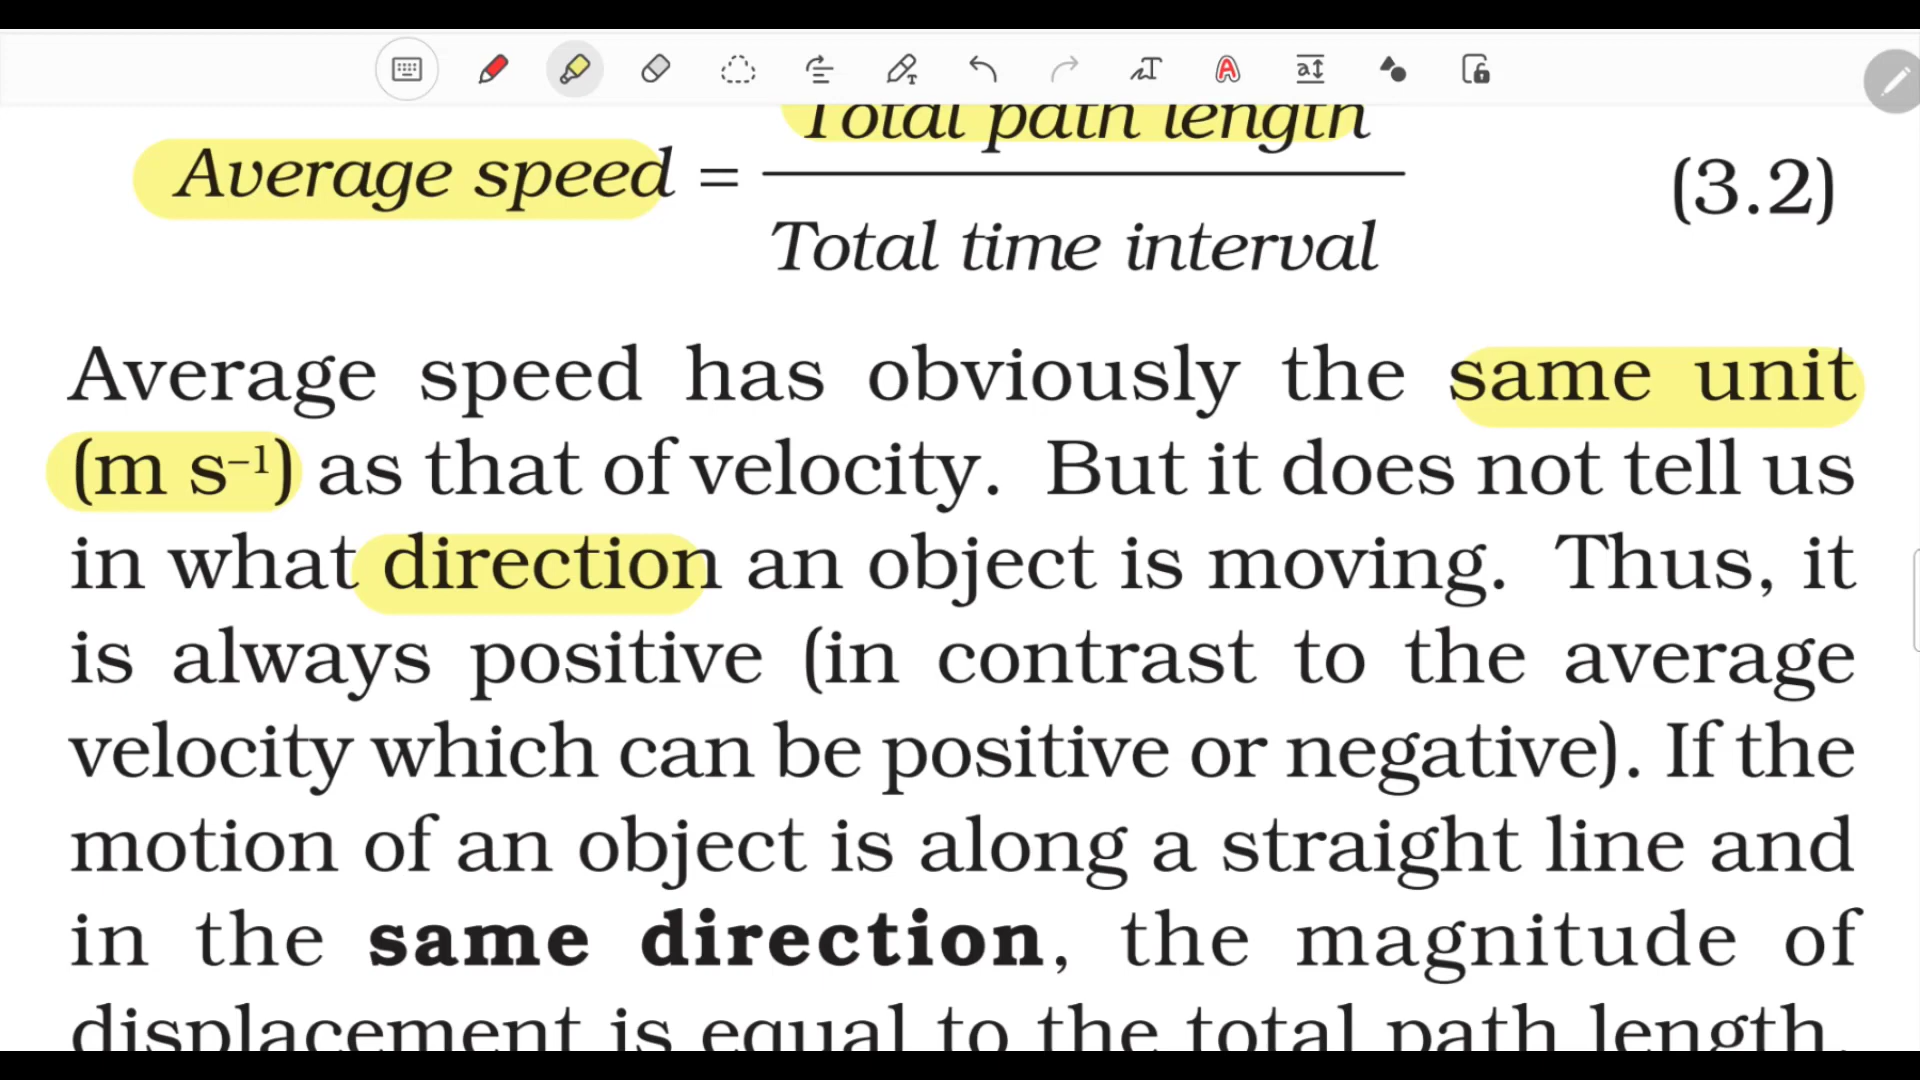 Total path length
Average speed =
(3.2)
Total time interval
Average speed has obviously the same unit
(m s⁻¹) as that of velocity. But it does not tell us
in what direction an object is moving. Thus, it
is always positive (in contrast to the average
velocity which can be positive or negative). If the
motion of an object is along a straight line and
in the same direction, the magnitude of
displacement is equal to the total path length.